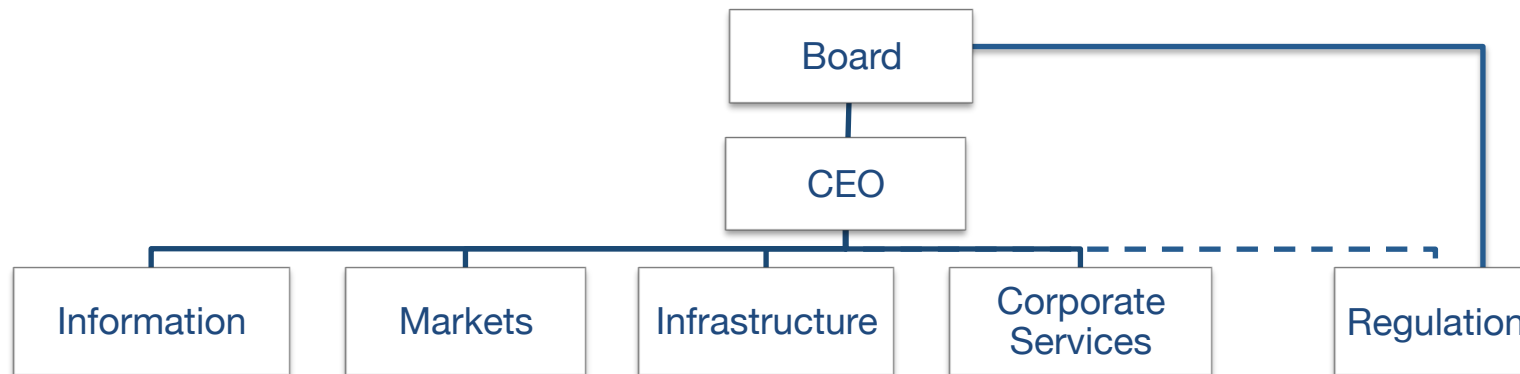 Board
CEO
Information
Markets
Infrastructure
Corporate
Services
Regulation